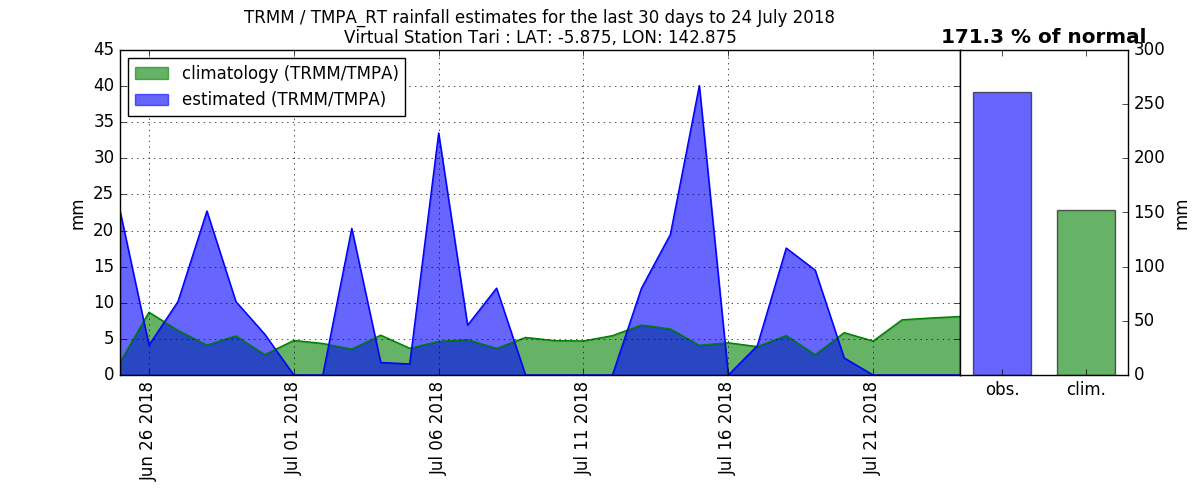 TRMM / TMPA_RT rainfall estimates for the last 30 days to 24 July 2018
Virtual Station Tari : LAT: -5.875, LON: 142.875
171.3 % of normal
climatology (TRMM/TMPA)
estimated (TRMM/TMPA)
45
40
35
30
25
20
15
10
5
0
mm
Jun 26 2018
Jul 01 2018
Jul 06 2018
Jul 11 2018
Jul 16 2018
Jul 21 2018
300
250
200
150
100
50
0
mm
obs.
clim.